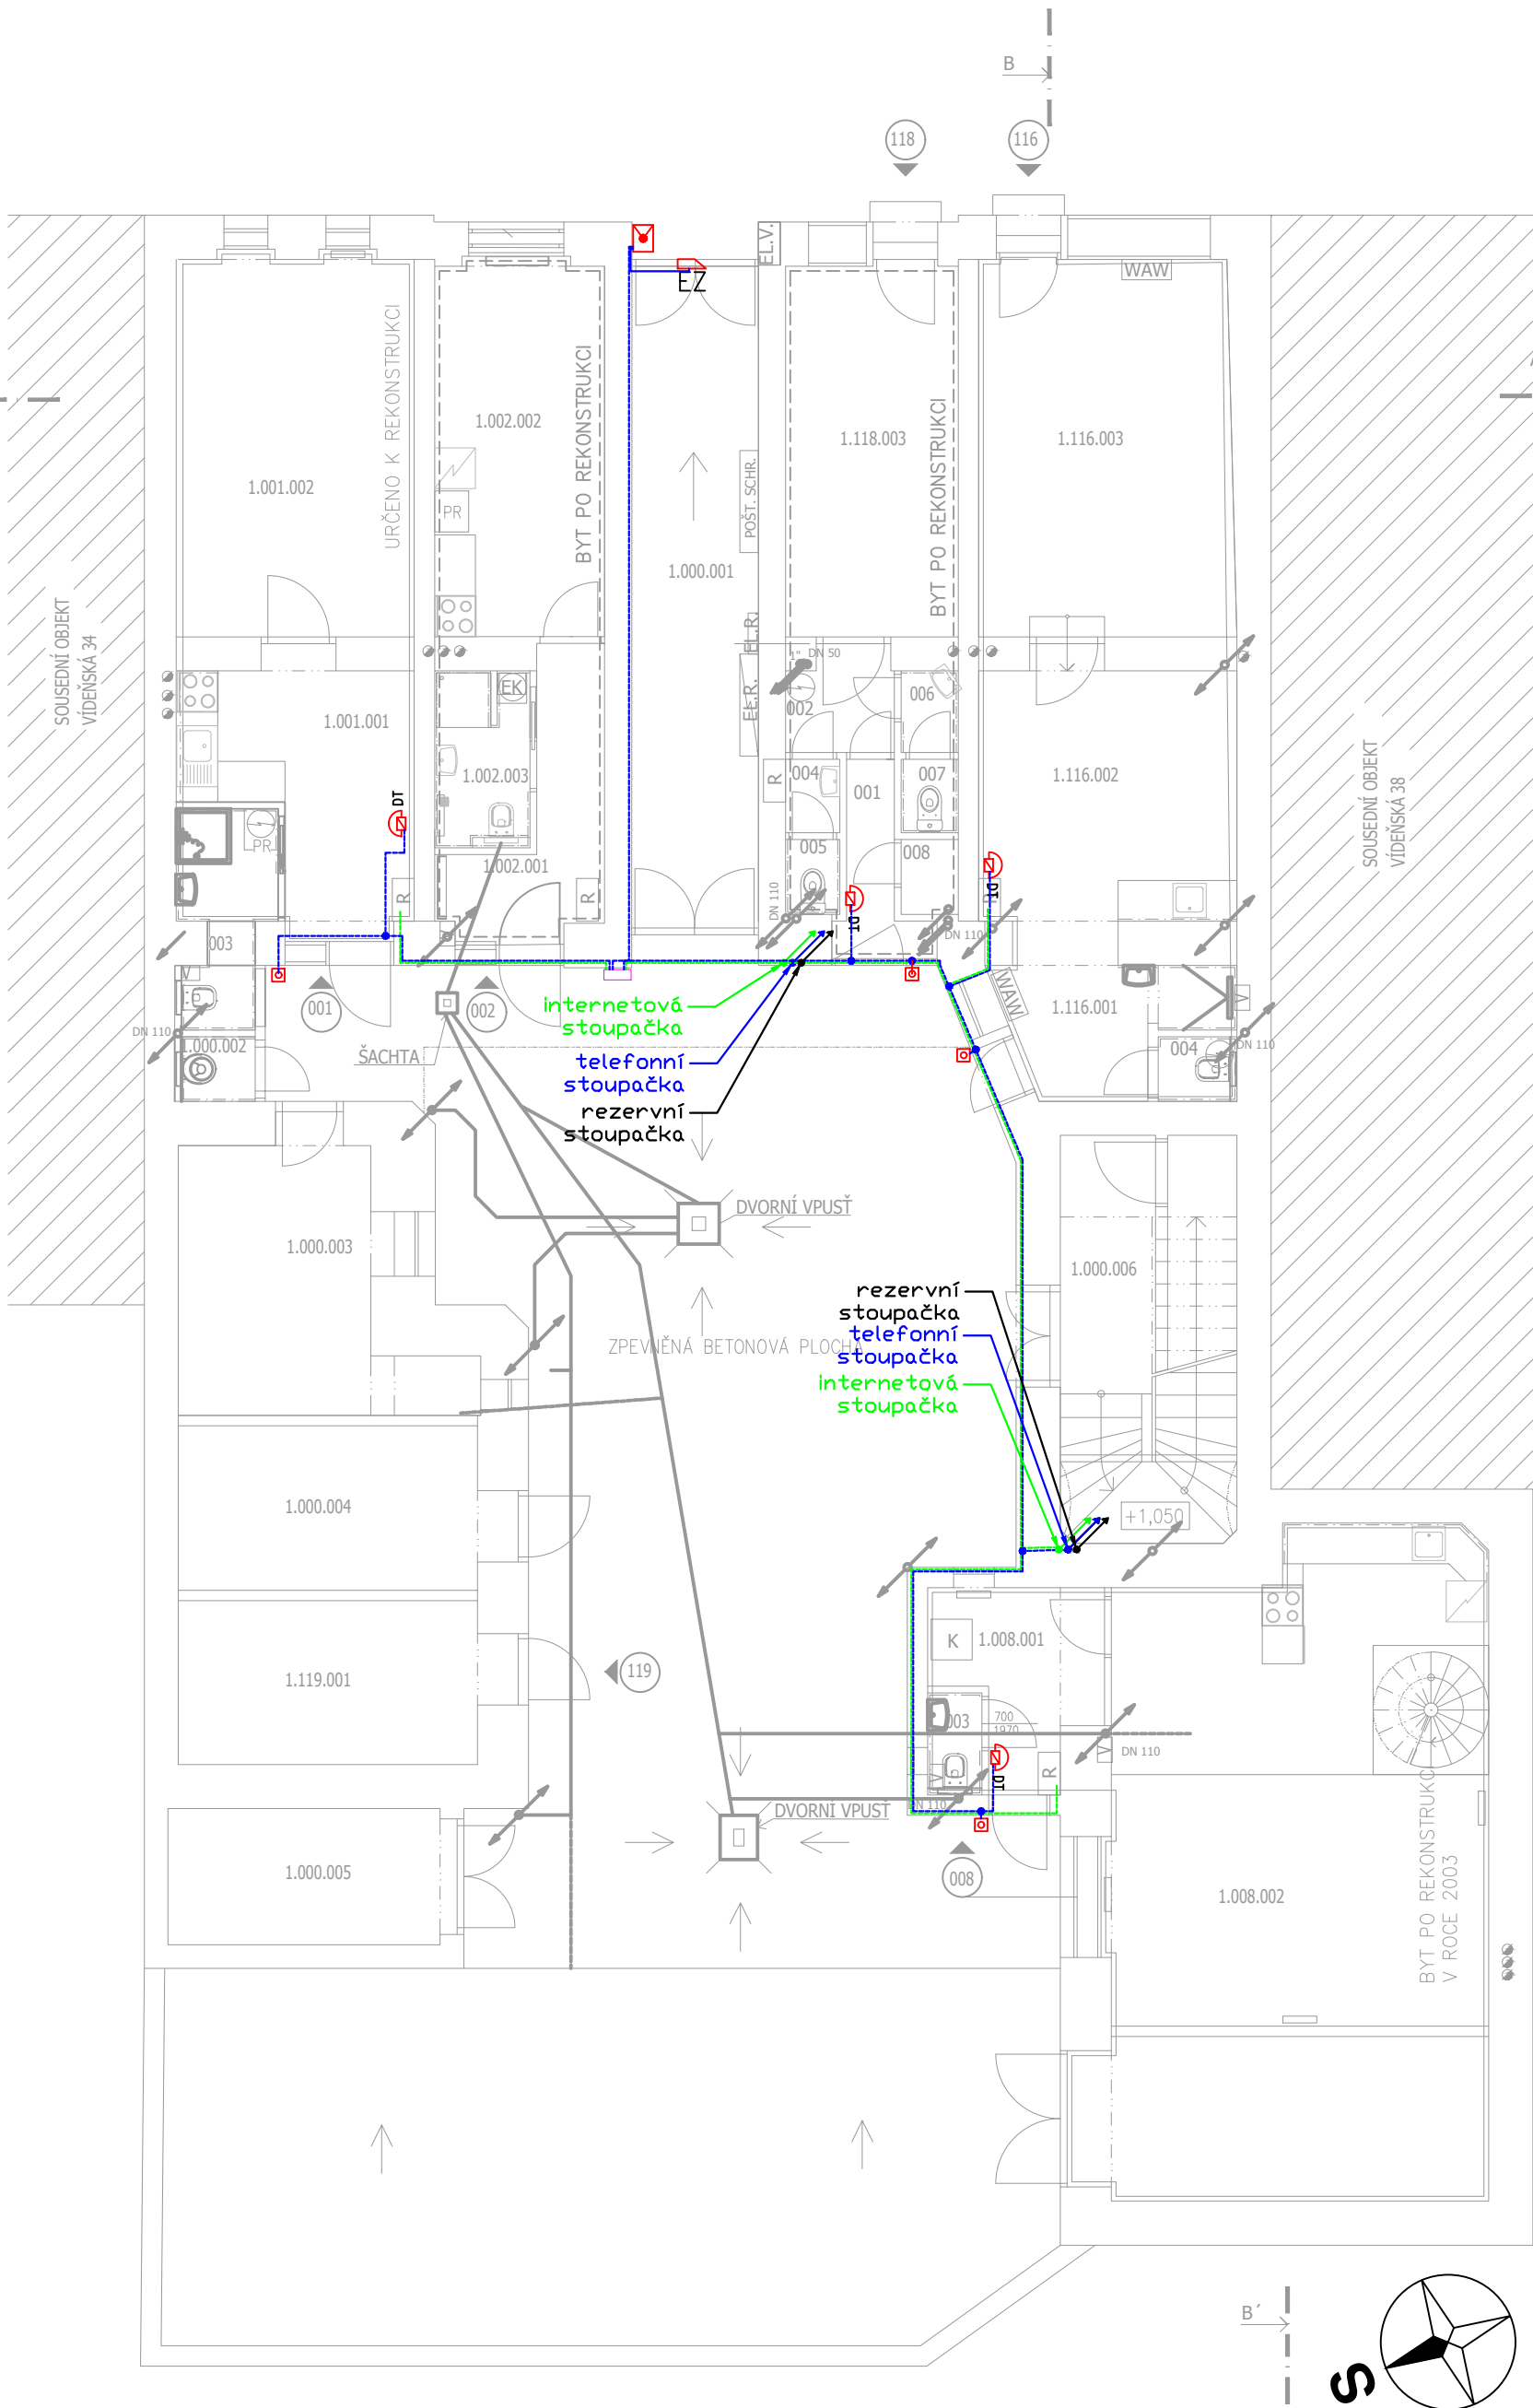 B
118
116
EL.V.
EZ
WAW
URČENO K REKONSTRUKCI
BYT PO REKONSTRUKCI
1.002.002
1.118.003
BYT PO REKONSTRUKCI
1.116.003
1.001.002
PR
POŠT. SCHR.
1.000.001
SOUSEDNÍ OBJEKT
VÍDEŇSKÁ 34
EL.R.
EL.R.
1"
DN 50
002
006
EK
1.001.001
1.002.003
R
004
001
007
1.116.002
SOUSEDNÍ OBJEKT
VÍDEŇSKÁ 38
DT
PR
005
008
1.002.001
R
R
DN 110
DT
DT
R
DN 110
003
V
001
002
internetová
stoupačka
WAW
1.116.001
V
DN 110
1.000.002
ŠACHTA
telefonní
stoupačka
004
DN 110
rezervní
stoupačka
DVORNÍ VPUSŤ
1.000.003
1.000.006
rezervní
stoupačka
telefonní
stoupačka
ZPEVNĚNÁ BETONOVÁ PLOCHA
internetová
stoupačka
1.000.004
+1,050
K
1.008.001
1.119.001
119
003
700
1970
V
DN 110
DT
R
V
DN 110
DVORNÍ VPUSŤ
1.000.005
008
1.008.002
BYT PO REKONSTRUKCI
V ROCE 2003
B´
S